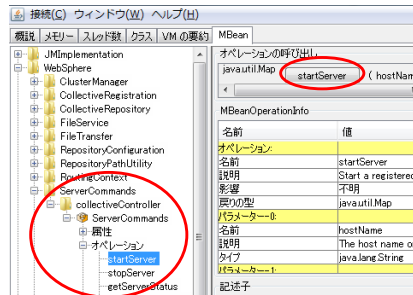 接続(C) ウィンドウ(W) ヘルプ(H)
概説 メモリー スレッド数 クラス VM の要約 MBean
JMImplementation
WebSphere
ClusterManager
CollectiveRegistration
CollectiveRepository
FileService
FileTransfer
RepositoryConfiguration
RepositoryPathUtility
RoutingContext
ServerCommands
collectiveController
ServerCommands
属性
オペレーション
startServer
stopServer
getServerStatus
オペレーションの呼び出し
java.util.Map startServer ( hostNam
MBeanOperationInfo
名前 値
オペレーション:
名前 startServer
説明 Start a registered
影響 不明
戻りの型 java.util.Map
パラメーター-0:
名前 hostName
説明 The host name o
タイプ java.lang.String
パラメーター-1:
記述子